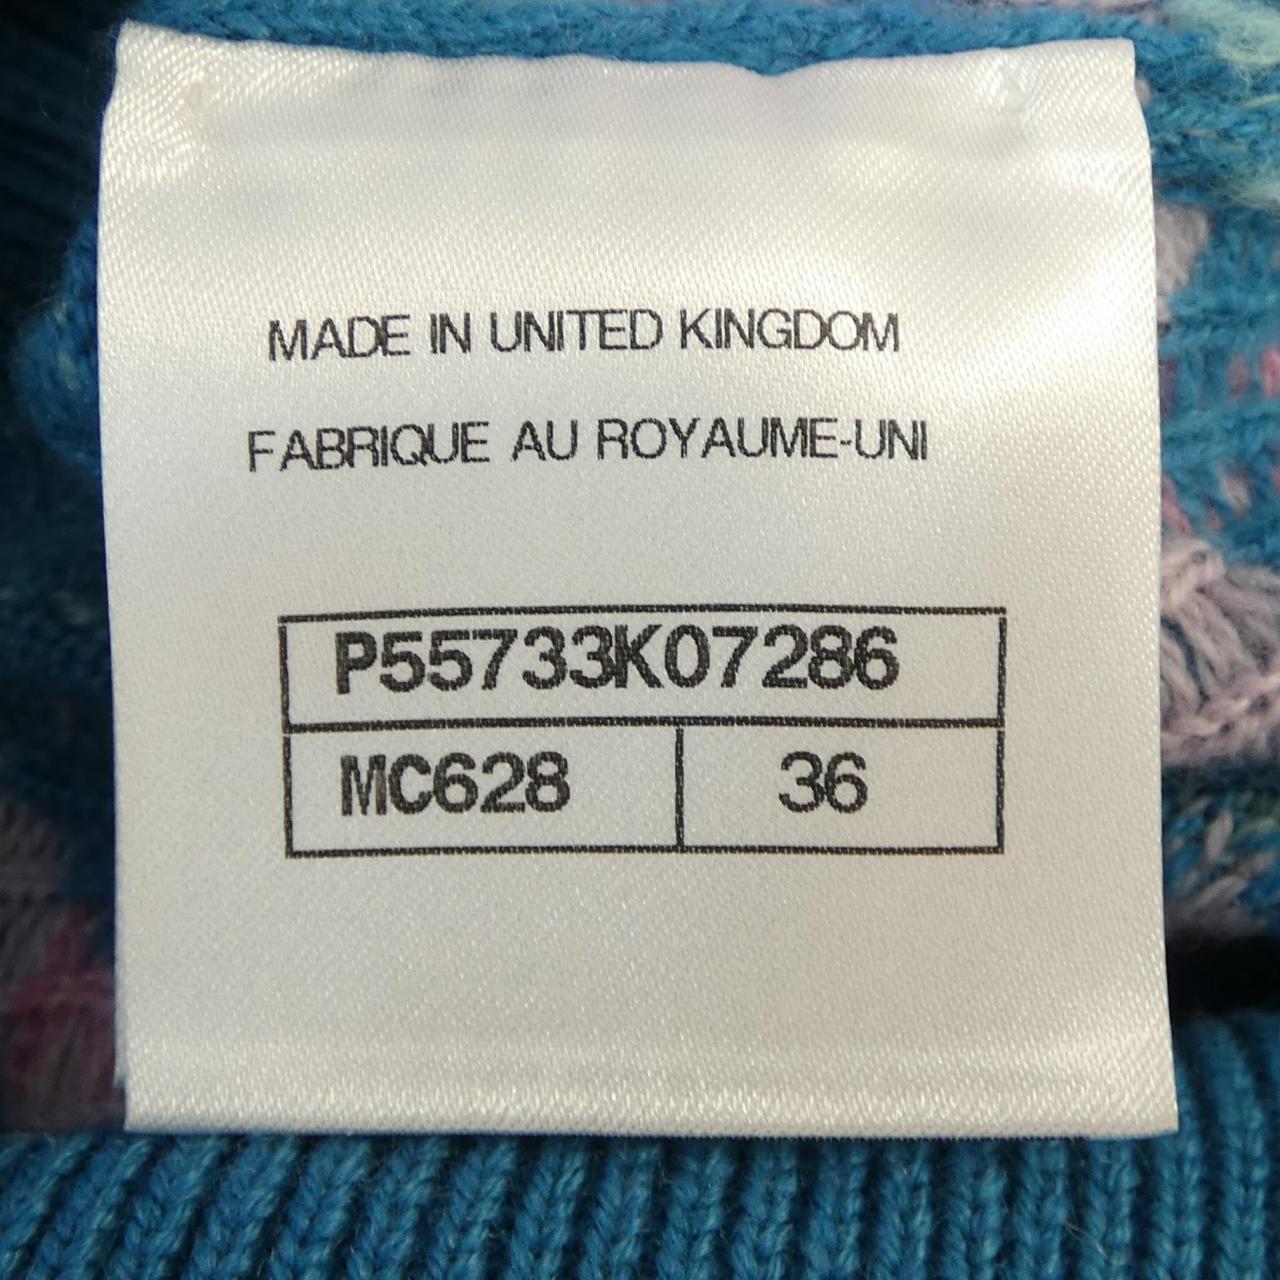 MADE IN UNITED KINGDOM
FABRIQUE AU ROYAUME-UNI
P55733K07286
MC628 36